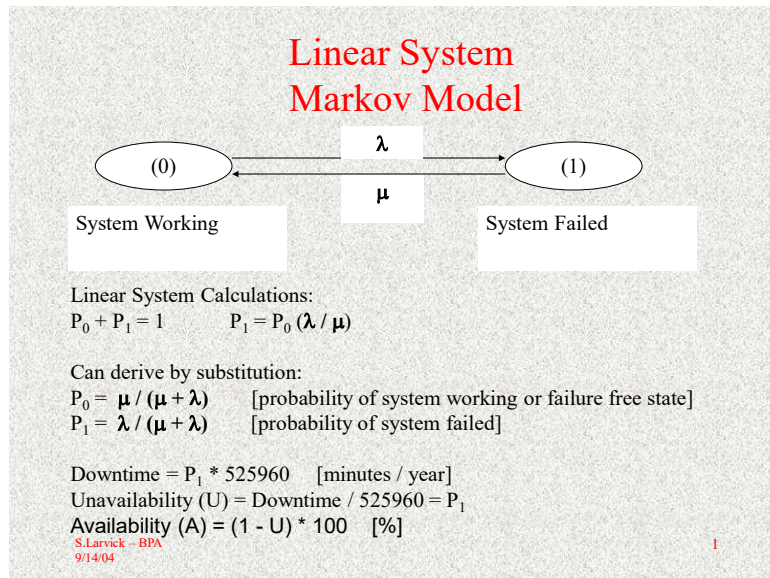 Linear System
Markov Model
λ
(0)
(1)
μ
System Working
System Failed
Linear System Calculations:
P₀ + P₁ = 1 P₁ = P₀ (λ / μ)
Can derive by substitution:
P₀ = μ / (μ + λ) [probability of system working or failure free state]
P₁ = λ / (μ + λ) [probability of system failed]
Downtime = P₁ * 525960 [minutes / year]
Unavailability (U) = Downtime / 525960 = P₁
Availability (A) = (1 - U) * 100 [%]
S.Larvick – BPA
9/14/04
1